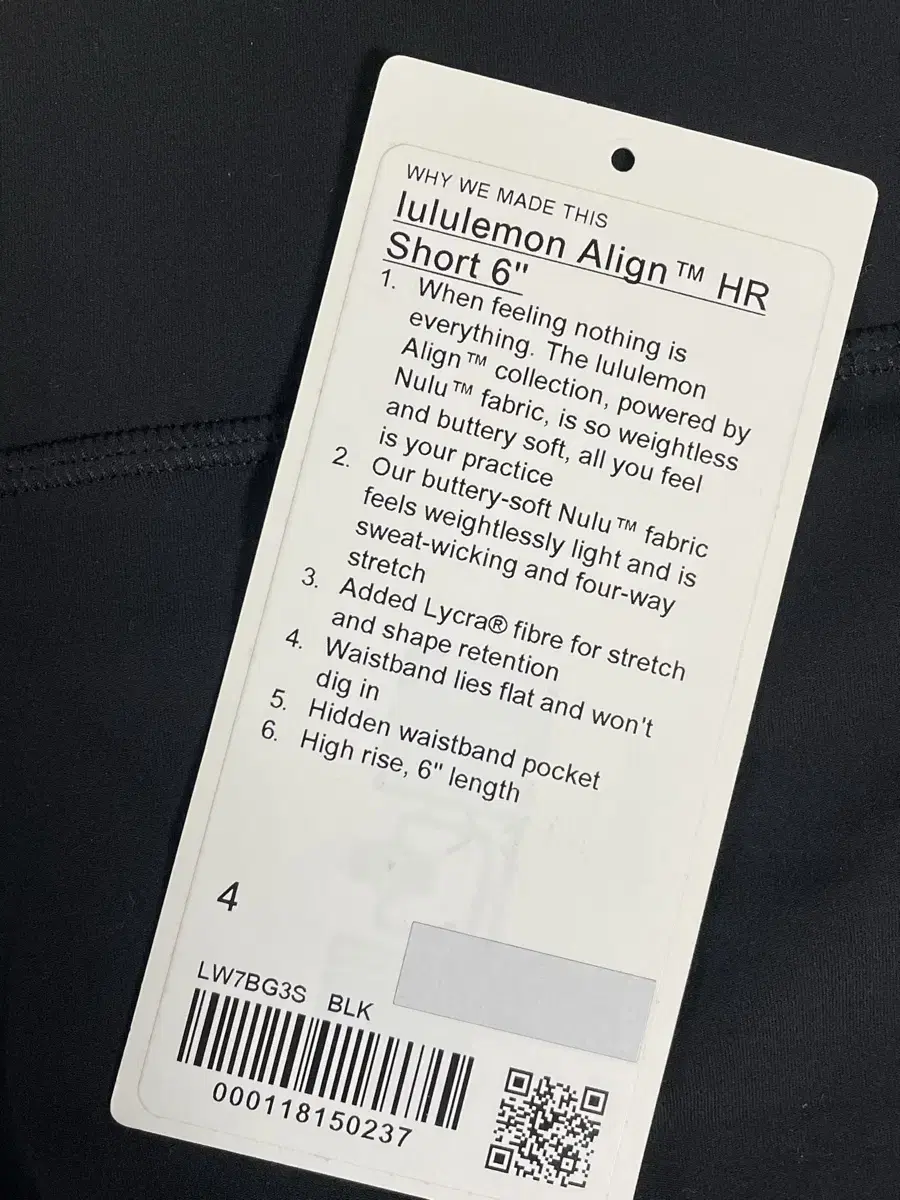 WHY WE MADE THIS
lululemon Align™ HR
Short 6"
1. When feeling nothing is
everything. The lululemon
Align™ collection, powered by
Nulu™ fabric, is so weightless
and buttery soft, all you feel
is your practice
2. Our buttery-soft Nulu™ fabric
feels weightlessly light and is
sweat-wicking and four-way
stretch
3. Added Lycra® fibre for stretch
and shape retention
4. Waistband lies flat and won't
dig in
5. Hidden waistband pocket
6. High rise, 6" length
4
LW7BG3S BLK
000118150237